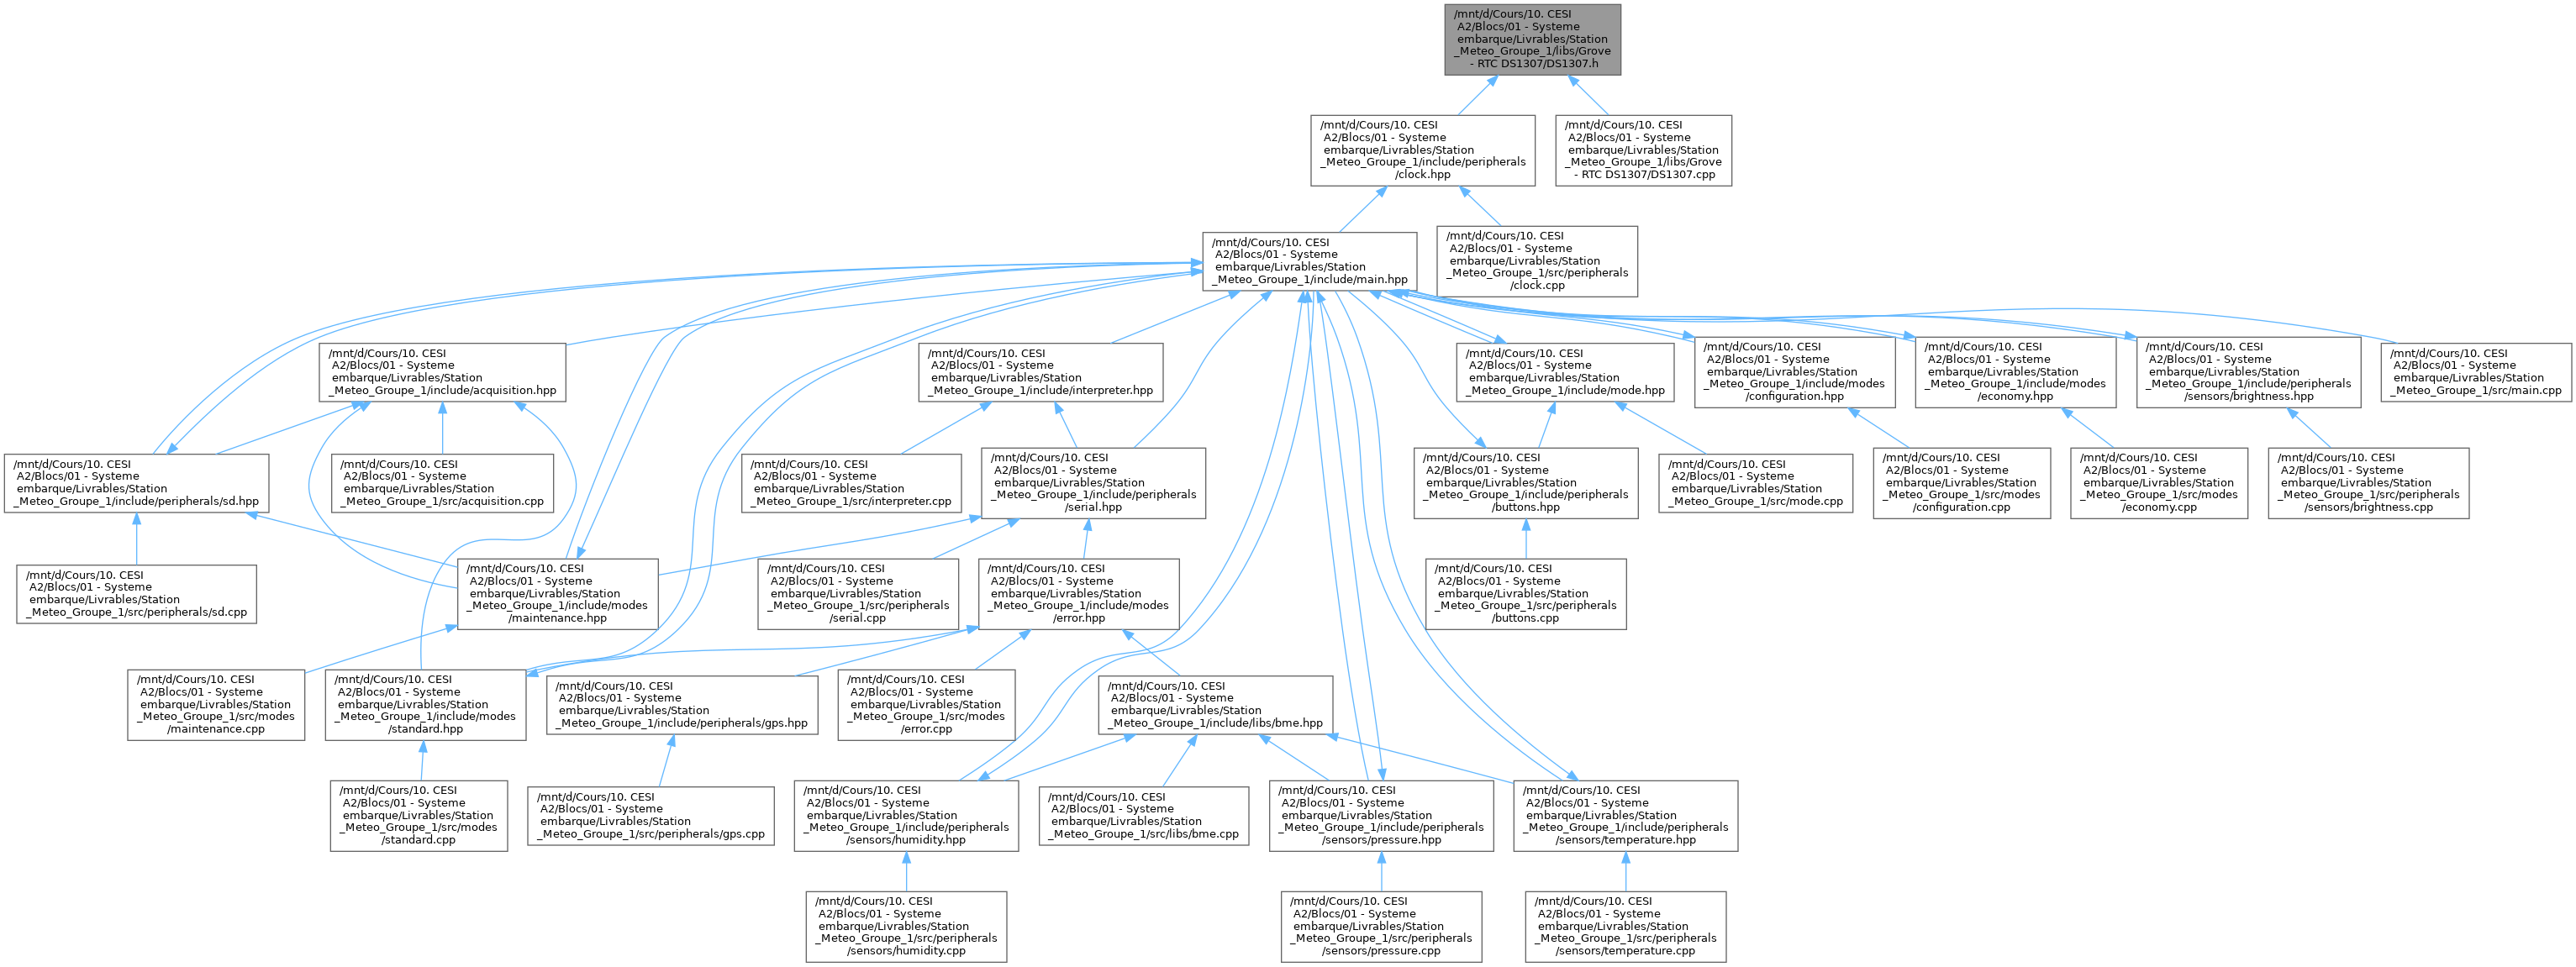 /mnt/d/Cours/10. CESI
A2/Blocs/01 - Systeme
embarque/Livrables/Station
_Meteo_Groupe_1/libs/Grove
- RTC DS1307/DS1307.h
/mnt/d/Cours/10. CESI
A2/Blocs/01 - Systeme
embarque/Livrables/Station
_Meteo_Groupe_1/include/peripherals
/clock.hpp
/mnt/d/Cours/10. CESI
A2/Blocs/01 - Systeme
embarque/Livrables/Station
_Meteo_Groupe_1/libs/Grove
- RTC DS1307/DS1307.cpp
/mnt/d/Cours/10. CESI
A2/Blocs/01 - Systeme
embarque/Livrables/Station
_Meteo_Groupe_1/include/main.hpp
/mnt/d/Cours/10. CESI
A2/Blocs/01 - Systeme
embarque/Livrables/Station
_Meteo_Groupe_1/src/peripherals
/clock.cpp
/mnt/d/Cours/10. CESI
A2/Blocs/01 - Systeme
embarque/Livrables/Station
_Meteo_Groupe_1/include/acquisition.hpp
/mnt/d/Cours/10. CESI
A2/Blocs/01 - Systeme
embarque/Livrables/Station
_Meteo_Groupe_1/include/interpreter.hpp
/mnt/d/Cours/10. CESI
A2/Blocs/01 - Systeme
embarque/Livrables/Station
_Meteo_Groupe_1/include/mode.hpp
/mnt/d/Cours/10. CESI
A2/Blocs/01 - Systeme
embarque/Livrables/Station
_Meteo_Groupe_1/include/modes
/configuration.hpp
/mnt/d/Cours/10. CESI
A2/Blocs/01 - Systeme
embarque/Livrables/Station
_Meteo_Groupe_1/include/modes
/economy.hpp
/mnt/d/Cours/10. CESI
A2/Blocs/01 - Systeme
embarque/Livrables/Station
_Meteo_Groupe_1/include/peripherals
/sensors/brightness.hpp
/mnt/d/Cours/10. CESI
A2/Blocs/01 - Systeme
embarque/Livrables/Station
_Meteo_Groupe_1/src/main.cpp
/mnt/d/Cours/10. CESI
A2/Blocs/01 - Systeme
embarque/Livrables/Station
_Meteo_Groupe_1/include/peripherals/sd.hpp
/mnt/d/Cours/10. CESI
A2/Blocs/01 - Systeme
embarque/Livrables/Station
_Meteo_Groupe_1/src/acquisition.cpp
/mnt/d/Cours/10. CESI
A2/Blocs/01 - Systeme
embarque/Livrables/Station
_Meteo_Groupe_1/src/interpreter.cpp
/mnt/d/Cours/10. CESI
A2/Blocs/01 - Systeme
embarque/Livrables/Station
_Meteo_Groupe_1/include/peripherals
/serial.hpp
/mnt/d/Cours/10. CESI
A2/Blocs/01 - Systeme
embarque/Livrables/Station
_Meteo_Groupe_1/include/peripherals
/buttons.hpp
/mnt/d/Cours/10. CESI
A2/Blocs/01 - Systeme
embarque/Livrables/Station
_Meteo_Groupe_1/src/mode.cpp
/mnt/d/Cours/10. CESI
A2/Blocs/01 - Systeme
embarque/Livrables/Station
_Meteo_Groupe_1/src/modes
/configuration.cpp
/mnt/d/Cours/10. CESI
A2/Blocs/01 - Systeme
embarque/Livrables/Station
_Meteo_Groupe_1/src/modes
/economy.cpp
/mnt/d/Cours/10. CESI
A2/Blocs/01 - Systeme
embarque/Livrables/Station
_Meteo_Groupe_1/src/peripherals
/sensors/brightness.cpp
/mnt/d/Cours/10. CESI
A2/Blocs/01 - Systeme
embarque/Livrables/Station
_Meteo_Groupe_1/src/peripherals/sd.cpp
/mnt/d/Cours/10. CESI
A2/Blocs/01 - Systeme
embarque/Livrables/Station
_Meteo_Groupe_1/include/modes
/maintenance.hpp
/mnt/d/Cours/10. CESI
A2/Blocs/01 - Systeme
embarque/Livrables/Station
_Meteo_Groupe_1/src/peripherals
/serial.cpp
/mnt/d/Cours/10. CESI
A2/Blocs/01 - Systeme
embarque/Livrables/Station
_Meteo_Groupe_1/include/modes
/error.hpp
/mnt/d/Cours/10. CESI
A2/Blocs/01 - Systeme
embarque/Livrables/Station
_Meteo_Groupe_1/src/peripherals
/buttons.cpp
/mnt/d/Cours/10. CESI
A2/Blocs/01 - Systeme
embarque/Livrables/Station
_Meteo_Groupe_1/src/modes
/maintenance.cpp
/mnt/d/Cours/10. CESI
A2/Blocs/01 - Systeme
embarque/Livrables/Station
_Meteo_Groupe_1/include/modes
/standard.hpp
/mnt/d/Cours/10. CESI
A2/Blocs/01 - Systeme
embarque/Livrables/Station
_Meteo_Groupe_1/include/peripherals/gps.hpp
/mnt/d/Cours/10. CESI
A2/Blocs/01 - Systeme
embarque/Livrables/Station
_Meteo_Groupe_1/src/modes
/error.cpp
/mnt/d/Cours/10. CESI
A2/Blocs/01 - Systeme
embarque/Livrables/Station
_Meteo_Groupe_1/include/libs/bme.hpp
/mnt/d/Cours/10. CESI
A2/Blocs/01 - Systeme
embarque/Livrables/Station
_Meteo_Groupe_1/src/modes
/standard.cpp
/mnt/d/Cours/10. CESI
A2/Blocs/01 - Systeme
embarque/Livrables/Station
_Meteo_Groupe_1/src/peripherals/gps.cpp
/mnt/d/Cours/10. CESI
A2/Blocs/01 - Systeme
embarque/Livrables/Station
_Meteo_Groupe_1/include/peripherals
/sensors/humidity.hpp
/mnt/d/Cours/10. CESI
A2/Blocs/01 - Systeme
embarque/Livrables/Station
_Meteo_Groupe_1/src/libs/bme.cpp
/mnt/d/Cours/10. CESI
A2/Blocs/01 - Systeme
embarque/Livrables/Station
_Meteo_Groupe_1/include/peripherals
/sensors/pressure.hpp
/mnt/d/Cours/10. CESI
A2/Blocs/01 - Systeme
embarque/Livrables/Station
_Meteo_Groupe_1/include/peripherals
/sensors/temperature.hpp
/mnt/d/Cours/10. CESI
A2/Blocs/01 - Systeme
embarque/Livrables/Station
_Meteo_Groupe_1/src/peripherals
/sensors/humidity.cpp
/mnt/d/Cours/10. CESI
A2/Blocs/01 - Systeme
embarque/Livrables/Station
_Meteo_Groupe_1/src/peripherals
/sensors/pressure.cpp
/mnt/d/Cours/10. CESI
A2/Blocs/01 - Systeme
embarque/Livrables/Station
_Meteo_Groupe_1/src/peripherals
/sensors/temperature.cpp